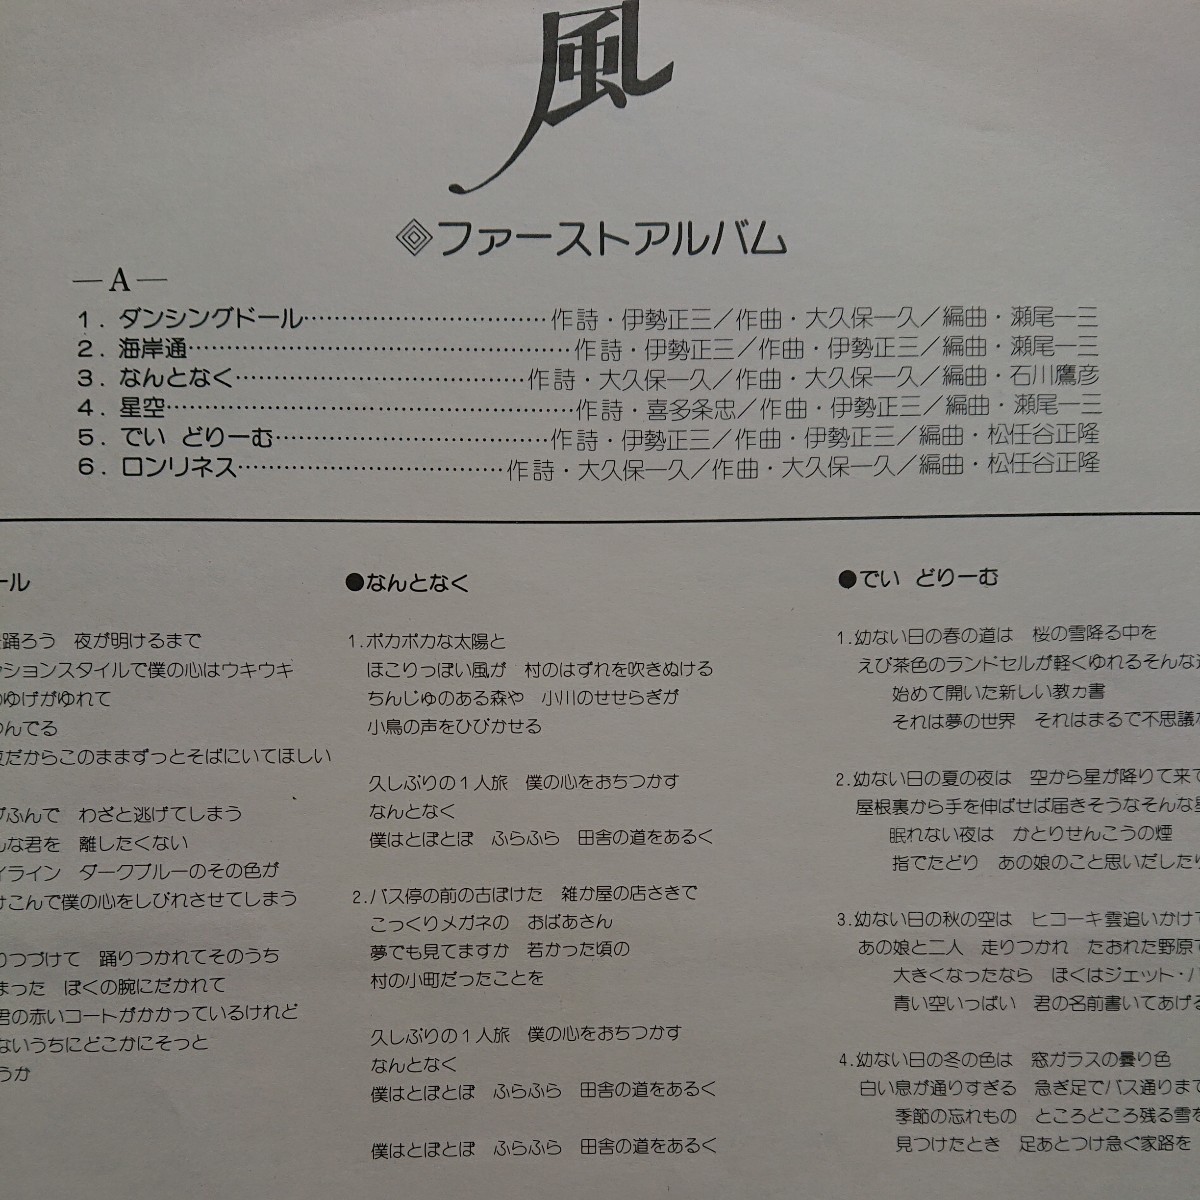 風
ファーストアルバム
—A—
1. ダンシングドール……………………………作詩・伊勢正三／作曲・大久保一久／編曲・瀬尾一三
2. 海岸通……………………………作詩・伊勢正三／作曲・伊勢正三／編曲・瀬尾一三
3. なんとなく……………………………作詩・大久保一久／作曲・大久保一久／編曲・石川鷹彦
4. 星空……………………………作詩・喜多条忠／作曲・伊勢正三／編曲・瀬尾一三
5. でい どりーむ……………………………作詩・伊勢正三／作曲・伊勢正三／編曲・松任谷正隆
6. ロンリネス……………………………作詩・大久保一久／作曲・大久保一久／編曲・松任谷正隆
ール
踊ろう 夜が明けるまで
ッションスタイルで僕の心はウキウキ
のゆげがゆれて
んでる
だからこのままずっとそばにいてほしい
ふんで わざと逃げてしまう
な君を 離したくない
イライン ダークブルーのその色が
こんで僕の心をしびれさせてしまう
りつづけて 踊りつかれてそのうち
まった ぼくの腕にだかれて
君の赤いコートがかかっているけれど
ないうちにどこかにそっと
うか
●なんとなく
1.ポカポカな太陽と
ほこりっぽい風が 村のはずれを吹きぬける
ちんじゅのある森や 小川のせせらぎが
小鳥の声をひびかせる
久しぶりの1人旅 僕の心をおちつかす
なんとなく
僕はとぼとぼ ふらふら 田舎の道をあるく
2.バス停の前の古ぼけた 雑か屋の店さきで
こっくりメガネの おばあさん
夢でも見てますか 若かった頃の
村の小町だったことを
久しぶりの1人旅 僕の心をおちつかす
なんとなく
僕はとぼとぼ ふらふら 田舎の道をあるく
僕はとぼとぼ ふらふら 田舎の道をあるく
●でい どりーむ
1.幼ない日の春の道は 桜の雪降る中を
えび茶色のランドセルが軽くゆれるそんな
始めて開いた新しい教カ書
それは夢の世界 それはまるで不思議
2.幼ない日の夏の夜は 空から星が降りて来て
屋根裏から手を伸ばせば届きそうなそんな
眠れない夜は かとりせんこうの煙
指でたどり あの娘のこと思いだしたり
3.幼ない日の秋の空は ヒコーキ雲追いかけて
あの娘と二人 走りつかれ たおれた野原で
大きくなったなら ぼくはジェット・
青い空いっぱい 君の名前書いてあげる
4.幼ない日の冬の色は 窓ガラスの曇り色
白い息が通りすぎる 急ぎ足でバス通りまで
季節の忘れもの ところどころ残る雪を
見つけたとき 足あとつけ急ぐ家路を